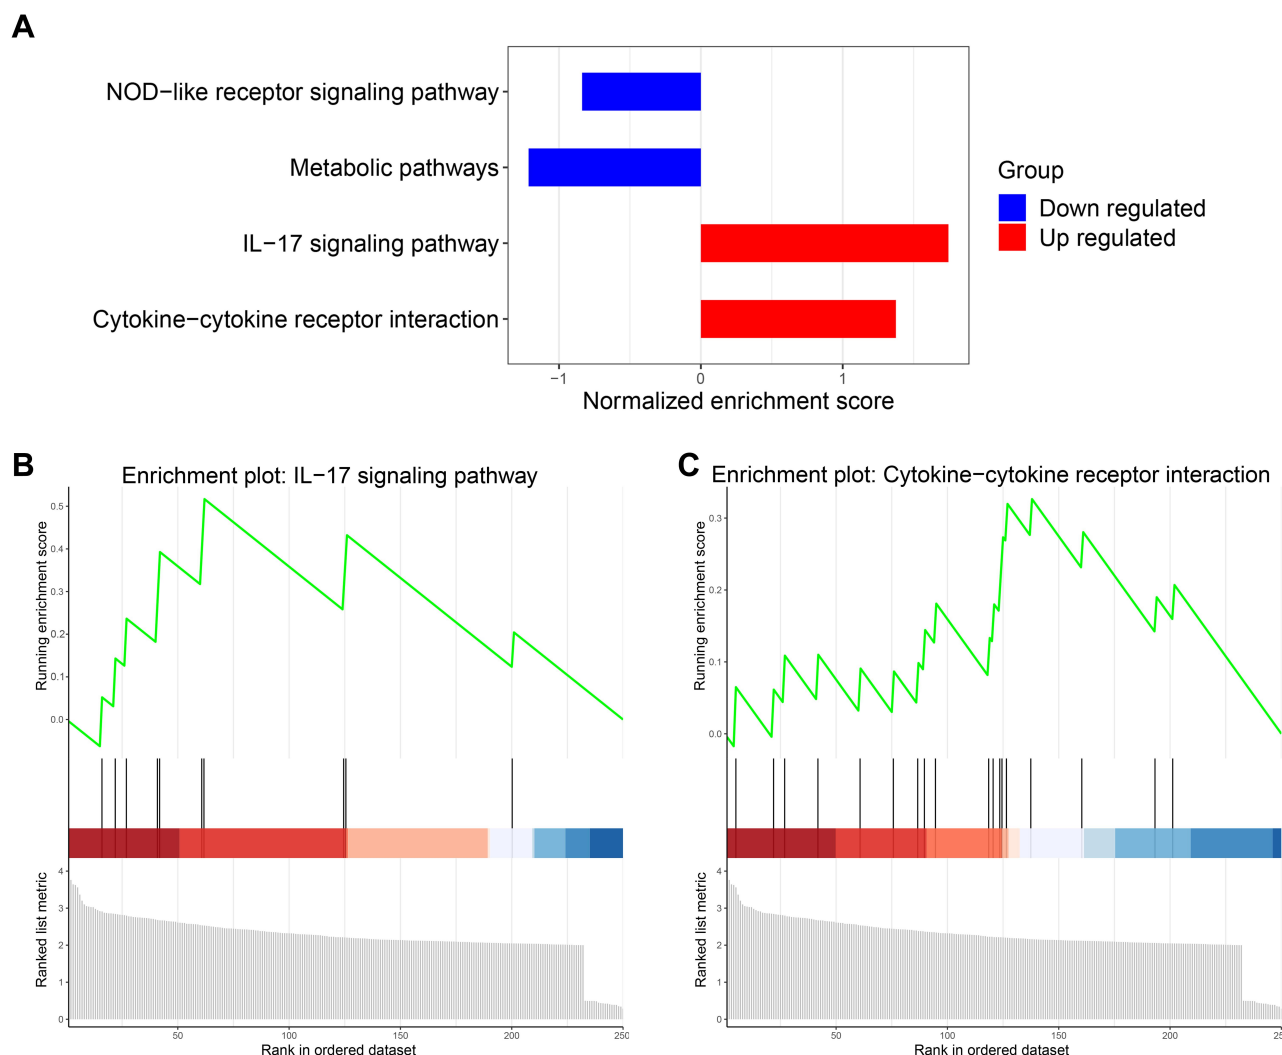 A
NOD−like receptor signaling pathway
Metabolic pathways
IL−17 signaling pathway
Cytokine−cytokine receptor interaction
−1 0 1
Normalized enrichment score
Group
Down regulated
Up regulated
B
Enrichment plot: IL−17 signaling pathway
Running enrichment score
0.5
0.4
0.3
0.2
0.1
0.0
Ranked list metric
4
3
2
1
0
50 100 150 200 250
Rank in ordered dataset
C
Enrichment plot: Cytokine−cytokine receptor interaction
Running enrichment score
0.3
0.2
0.1
0.0
Ranked list metric
4
3
2
1
0
50 100 150 200 25
Rank in ordered dataset